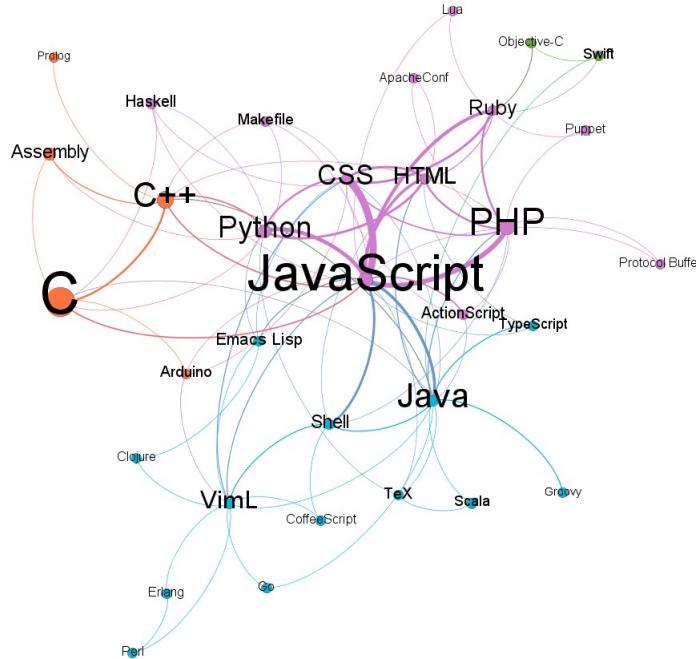 Lua
Objective-C
Swift
Prolog
ApacheConf
Haskell
Ruby
Makefile
Puppet
Assembly
CSS
HTML
C++
Python
PHP
Protocol Buffe
JavaScript
C
ActionScript
TypeScript
Emacs Lisp
Arduino
Java
Shell
Clojure
VimL
TeX
Scala
Groovy
CoffeeScript
Go
Erlang
Perl